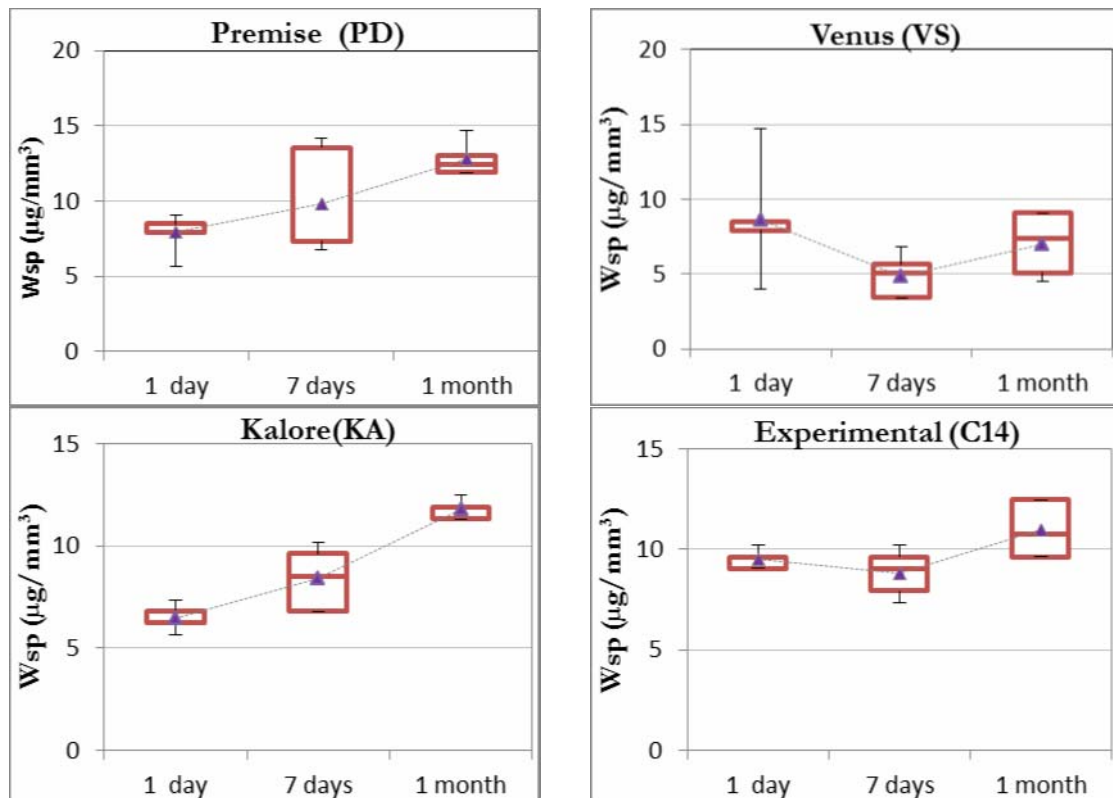 Premise (PD)
Wsp (µg/mm³)
20
15
10
5
0
1 day 7 days 1 month
Venus (VS)
Wsp (µg/ mm³)
20
15
10
5
0
1 day 7 days 1 month
Kalore(KA)
Wsp (µg/ mm³)
15
10
5
0
1 day 7 days 1 month
Experimental (C14)
Wsp (µg/ mm³)
15
10
5
0
1 day 7 days 1 month